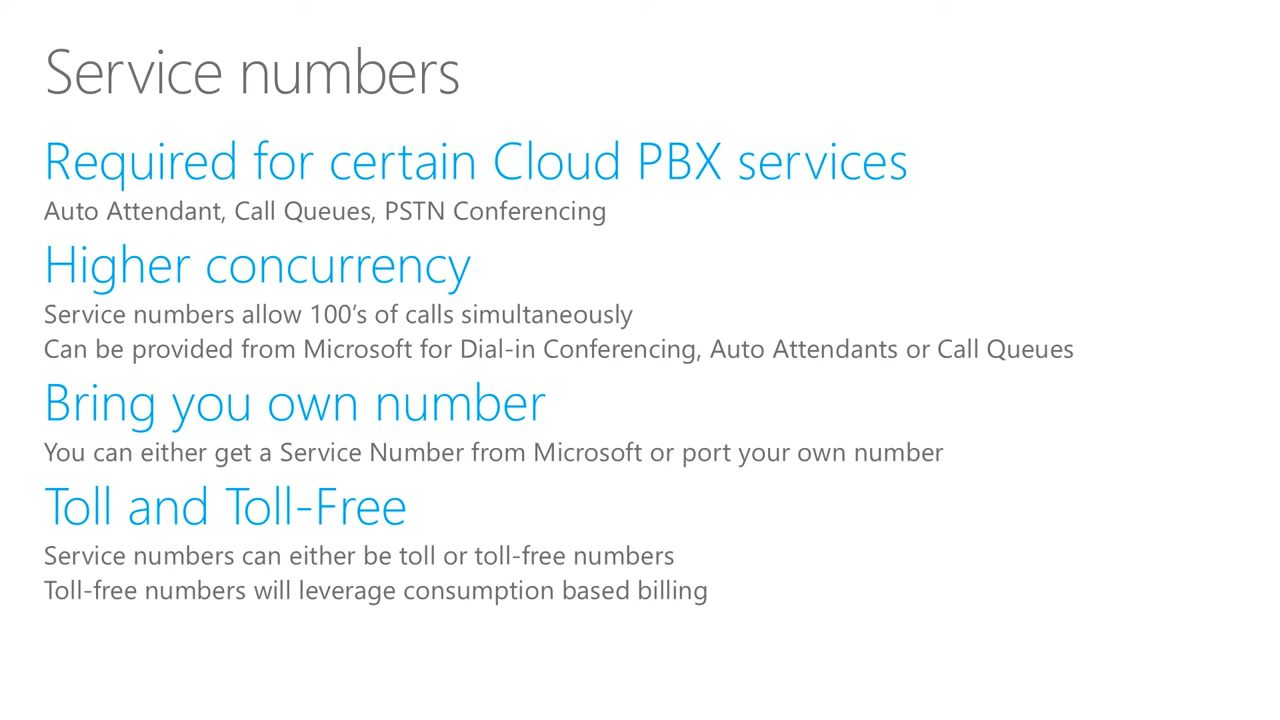 Service numbers
Required for certain Cloud PBX services
Auto Attendant, Call Queues, PSTN Conferencing
Higher concurrency
Service numbers allow 100’s of calls simultaneously
Can be provided from Microsoft for Dial-in Conferencing, Auto Attendants or Call Queues
Bring you own number
You can either get a Service Number from Microsoft or port your own number
Toll and Toll-Free
Service numbers can either be toll or toll-free numbers
Toll-free numbers will leverage consumption based billing